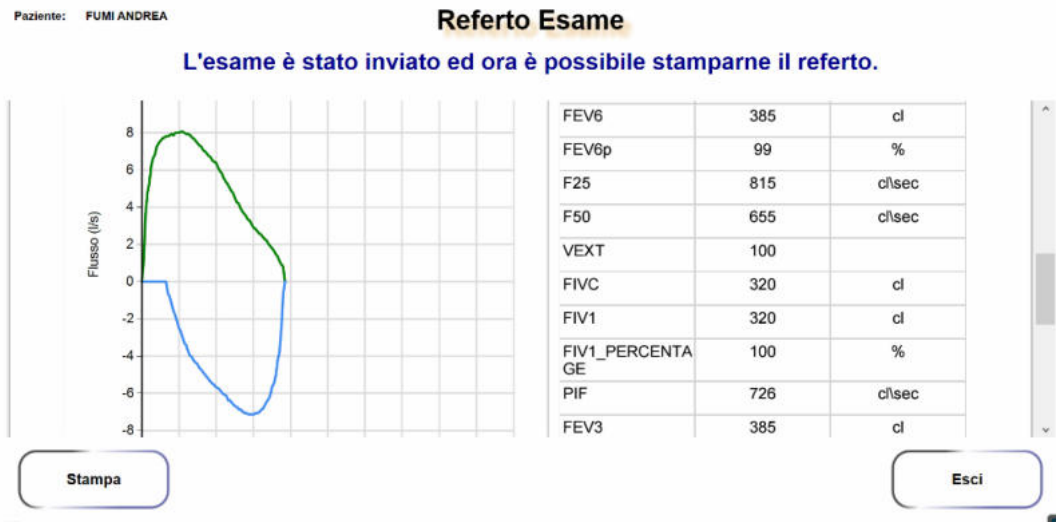 Paziente: FUMI ANDREA
Referto Esame
L'esame è stato inviato ed ora è possibile stamparne il referto.
Flusso (l/s)
8
6
4
2
0
-2
-4
-6
-8
FEV6 385 cl
FEV6p 99 %
F25 815 cl\sec
F50 655 cl\sec
VEXT 100
FIVC 320 cl
FIV1 320 cl
FIV1_PERCENTA 100 %
GE
PIF 726 cl\sec
FEV3 385 cl
Stampa
Esci